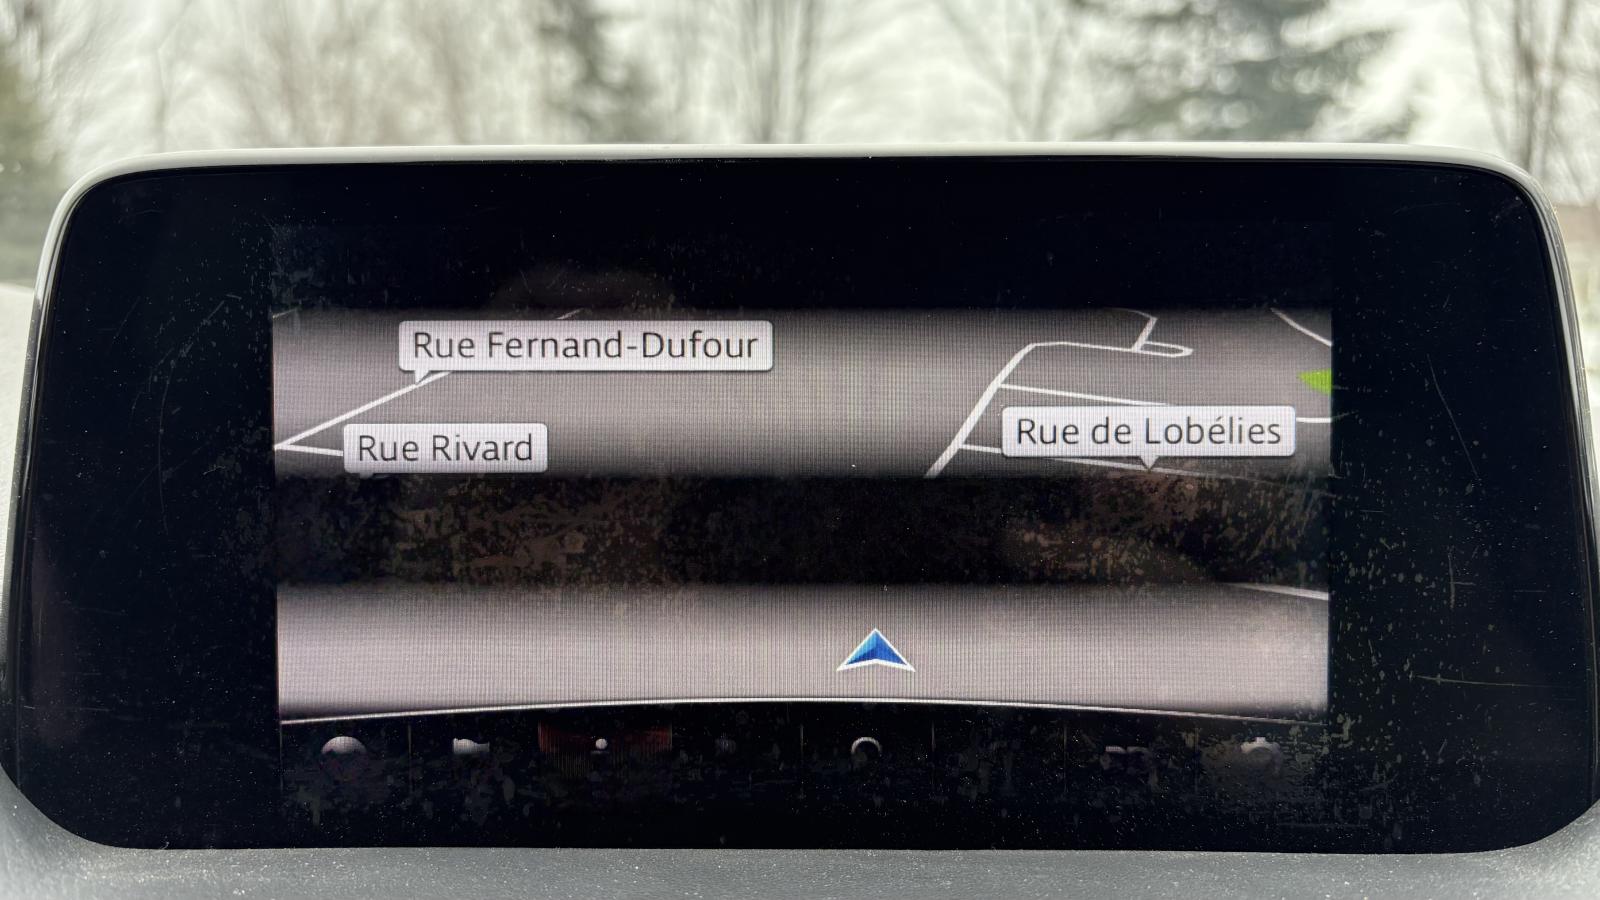 Rue Fernand-Dufour
Rue Rivard
Rue de Lobélies